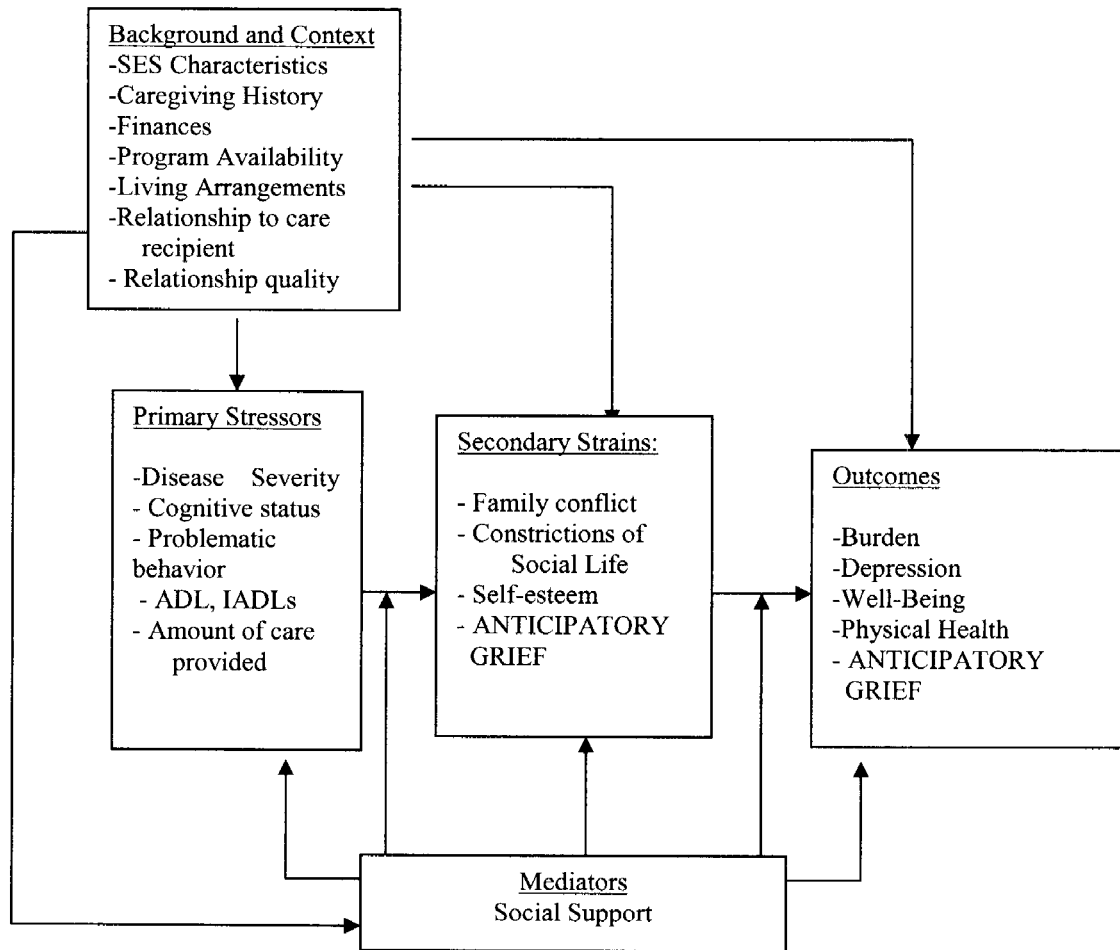 Background and Context
-SES Characteristics
-Caregiving History
-Finances
-Program Availability
-Living Arrangements
-Relationship to care
recipient
- Relationship quality
Primary Stressors
-Disease Severity
- Cognitive status
- Problematic
behavior
- ADL, IADLs
- Amount of care
provided
Secondary Strains:
- Family conflict
- Constrictions of
Social Life
- Self-esteem
- ANTICIPATORY
GRIEF
Outcomes
-Burden
-Depression
-Well-Being
-Physical Health
- ANTICIPATORY
GRIEF
Mediators
Social Support